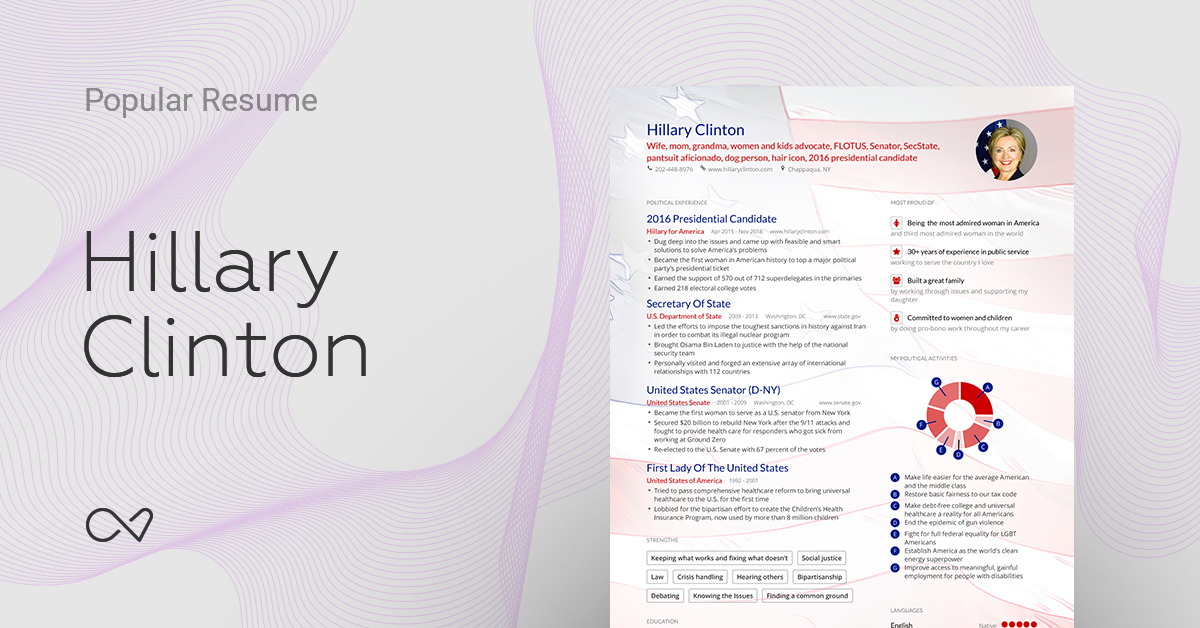 Popular Resume
Hillary
Clinton
Hillary Clinton
Wife, mom, grandma, women and kids advocate, FLOTUS, Senator, SecState,
pantsuit aficionado, dog person, hair icon, 2016 presidential candidate
202-448-8976 www.hillaryclinton.com Chappaqua, NY
POLITICAL EXPERIENCE
2016 Presidential Candidate
Hillary for America Apr 2015 - Nov 2016 www.hillaryclinton.com
• Dug deep into the issues and came up with feasible and smart
solutions to solve America's problems
• Became the first woman in American history to top a major political
party's presidential ticket
• Earned the support of 570 out of 712 superdelegates in the primaries
• Earned 218 electoral college votes
Secretary Of State
U.S. Department of State 2009 - 2013 Washington, DC www.state.gov
• Led the efforts to impose the toughest sanctions in history against Iran
in order to combat its illegal nuclear program
• Brought Osama Bin Laden to justice with the help of the national
security team
• Personally visited and forged an extensive array of international
relationships with 112 countries
United States Senator (D-NY)
United States Senate 2001 - 2009 Washington, DC www.senate.gov
• Became the first woman to serve as a U.S. senator from New York
• Secured $20 billion to rebuild New York after the 9/11 attacks and
fought to provide health care for responders who got sick from
working at Ground Zero
• Re-elected to the U.S. Senate with 67 percent of the votes
First Lady Of The United States
United States of America 1992 - 2001
• Tried to pass comprehensive healthcare reform to bring universal
healthcare to the U.S. for the first time
• Lobbied for the bipartisan effort to create the Children's Health
Insurance Program, now used by more than 8 million children
STRENGTHS
Keeping what works and fixing what doesn't Social justice
Law Crisis handling Hearing others Bipartisanship
Debating Knowing the Issues Finding a common ground
EDUCATION
MOST PROUD OF
Being the most admired woman in America
and third most admired woman in the world
30+ years of experience in public service
working to serve the country I love
Built a great family
by working through issues and supporting my
daughter
Committed to women and children
by doing pro-bono work throughout my career
MY POLITICAL ACTIVITIES
G
A
F
B
E
C
D
A Make life easier for the average American
and the middle class
B Restore basic fairness to our tax code
C Make debt-free college and universal
healthcare a reality for all Americans
D End the epidemic of gun violence
E Fight for full federal equality for LGBT
Americans
F Establish America as the world's clean
energy superpower
G Improve access to meaningful, gainful
employment for people with disabilities
LANGUAGES
English Native